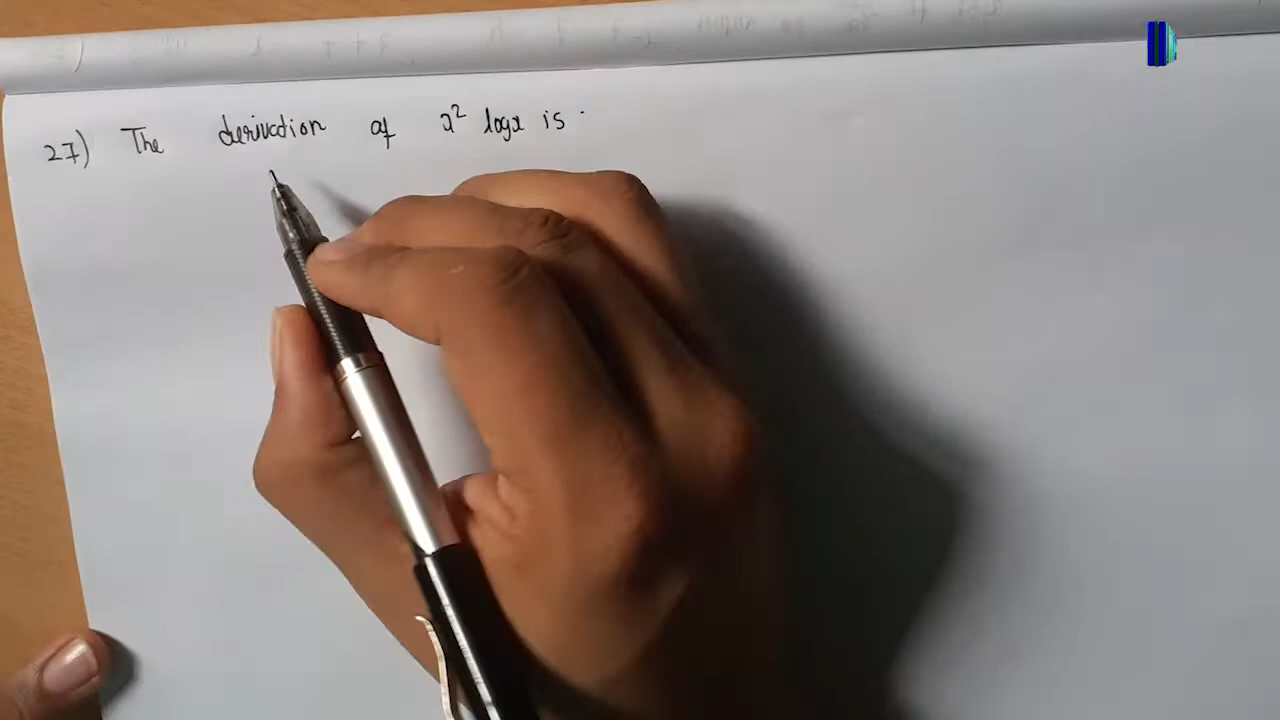 27) The derivation of x² logx is .